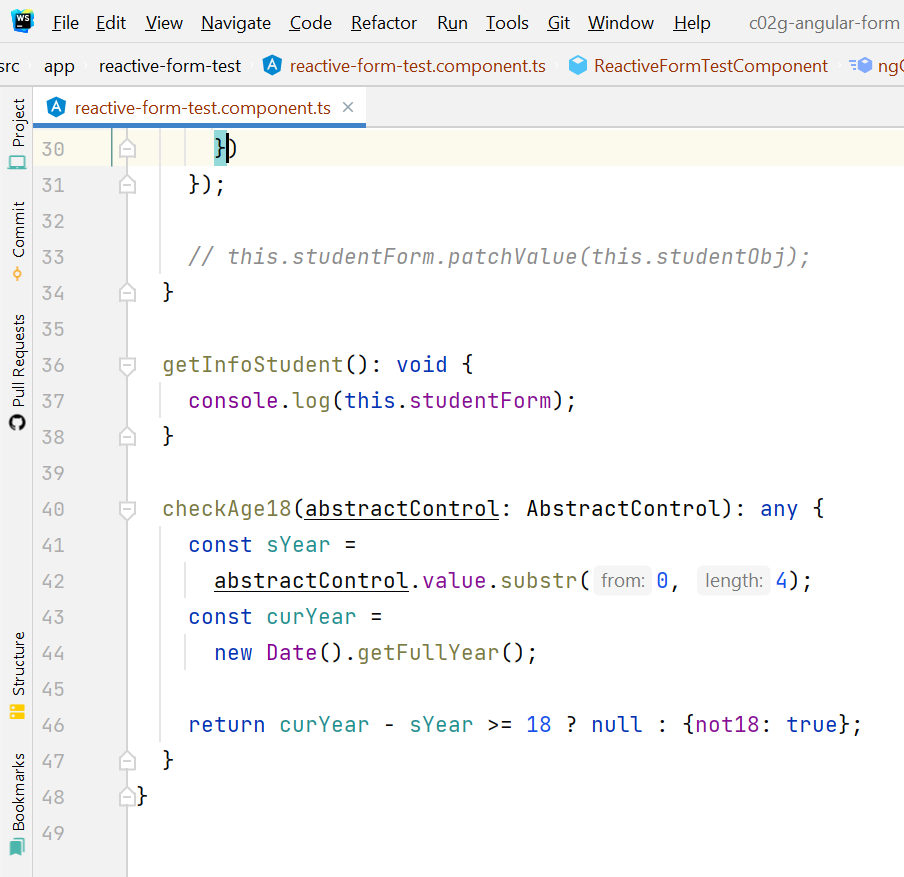 WS File Edit View Navigate Code Refactor Run Tools Git Window Help c02g-angular-form
src app reactive-form-test reactive-form-test.component.ts ReactiveFormTestComponent
reactive-form-test.component.ts
Project
Commit
Pull Requests
Structure
Bookmarks
30 })
31 });
32
33 // this.studentForm.patchValue(this.studentObj);
34 }
35
36 getInfoStudent(): void {
37 console.log(this.studentForm);
38 }
39
40 checkAge18(abstractControl: AbstractControl): any {
41 const sYear =
42 abstractControl.value.substr( from: 0, length: 4);
43 const curYear =
44 new Date().getFullYear();
45
46 return curYear - sYear >= 18 ? null : {not18: true};
47 }
48 }
49